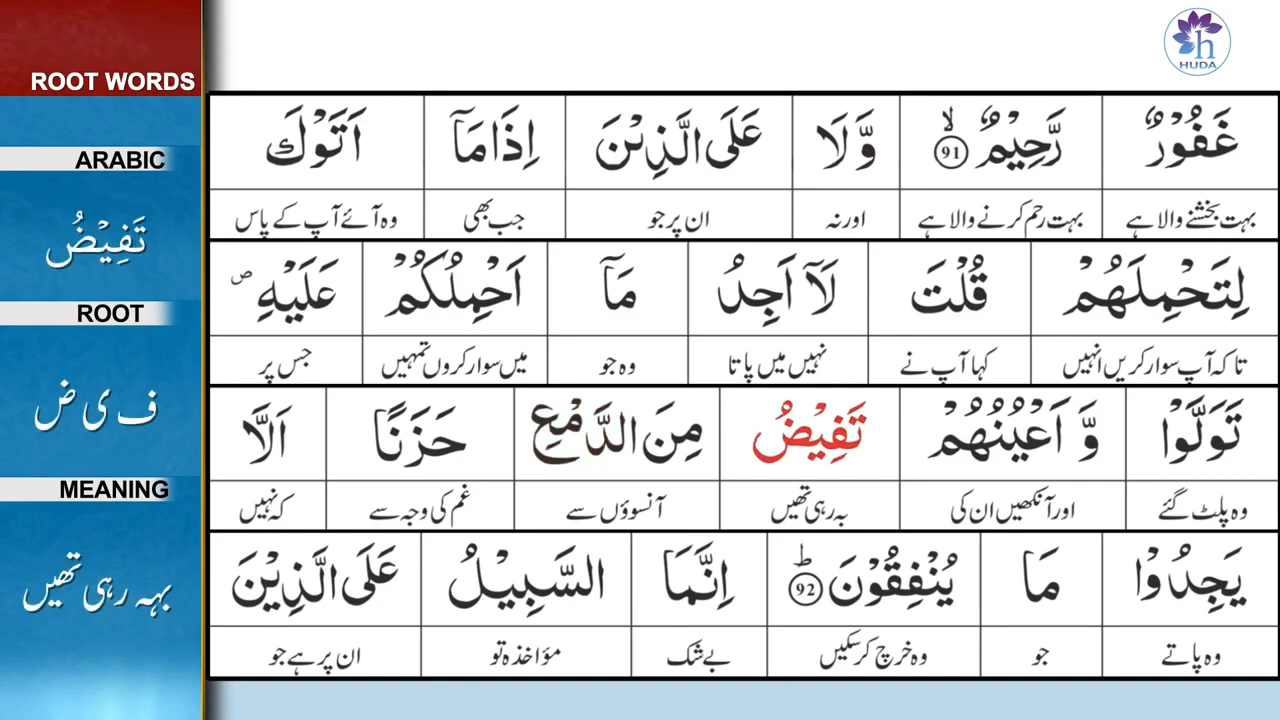 ROOT WORDS
ARABIC
تَفِيْضُ
ROOT
ف ی ض
MEANING
بہہ رہی تھیں
h
HUDA
غَفُوْرٌ رَّحِيْمٌ ۙ 91 وَّلَا عَلَى الَّذِيْنَ اِذَا مَآ اَتَوْكَ
بہت بخشنے والا ہے بہت رحم کرنے والا ہے اور نہ ان پر جو جب بھی وہ آئے آپ کے پاس
لِتَحْمِلَهُمْ قُلْتَ لَآ اَجِدُ مَآ اَحْمِلُكُمْ عَلَيْهِ ۖ
تا کہ آپ سوار کریں انہیں کہا آپ نے نہیں میں پاتا وہ جو میں سوار کروں تمہیں جس پر
تَوَلَّوْا وَّ اَعْيُنُهُمْ تَفِيْضُ مِنَ الدَّمْعِ حَزَنًا اَلَّا
وہ پلٹ گئے اور آنکھیں ان کی بہ رہی تھیں آنسوؤں سے غم کی وجہ سے کہ نہیں
يَجِدُوْا مَا يُنْفِقُوْنَ ؕ 92 اِنَّمَا السَّبِيْلُ عَلَى الَّذِيْنَ
وہ پاتے جو وہ خرچ کر سکیں بے شک مؤاخذہ تو ان پر ہے جو